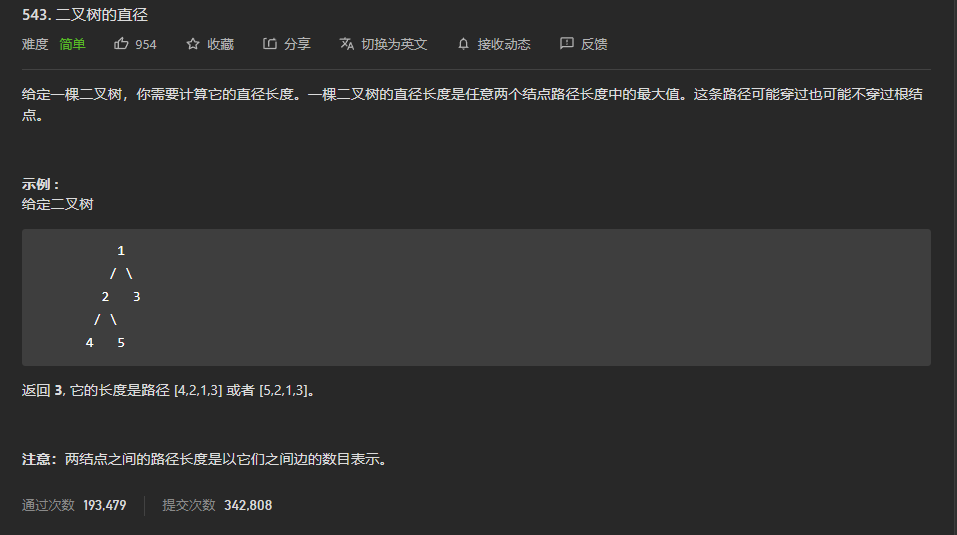 543. 二叉树的直径
难度 简单 954 收藏 分享 切换为英文 接收动态 反馈
给定一棵二叉树，你需要计算它的直径长度。一棵二叉树的直径长度是任意两个结点路径长度中的最大值。这条路径可能穿过也可能不穿过根结
点。
示例 :
给定二叉树
1
/ \
2 3
/ \
4 5
返回 3, 它的长度是路径 [4,2,1,3] 或者 [5,2,1,3]。
注意：两结点之间的路径长度是以它们之间边的数目表示。
通过次数 193,479 提交次数 342,808